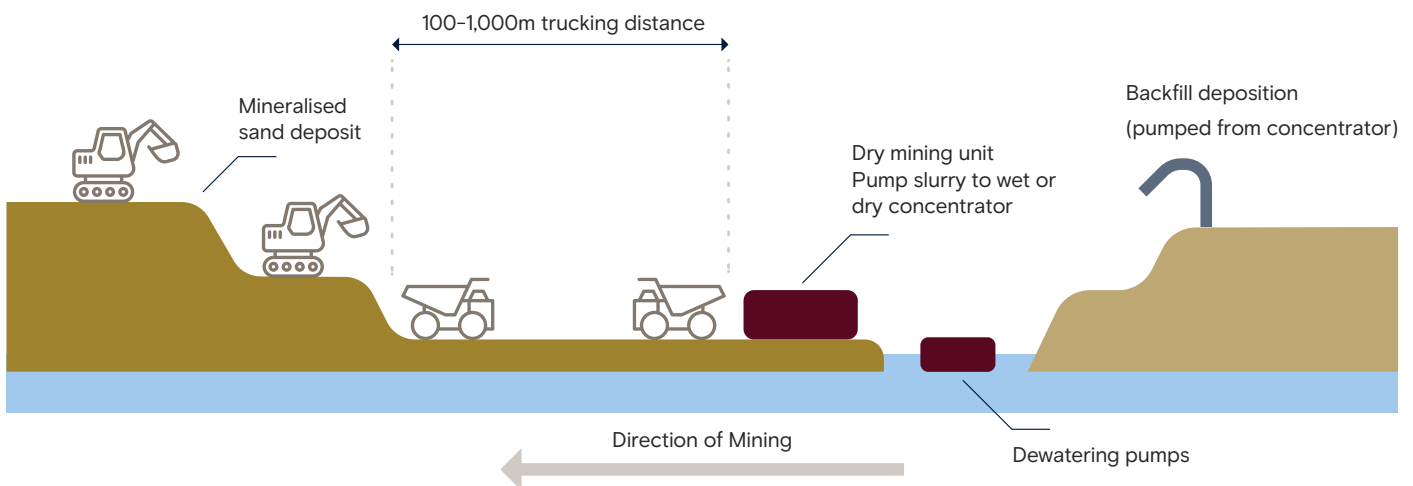 100–1,000m trucking distance
Mineralised
sand deposit
Backfill deposition
(pumped from concentrator)
Dry mining unit
Pump slurry to wet or
dry concentrator
Direction of Mining
Dewatering pumps